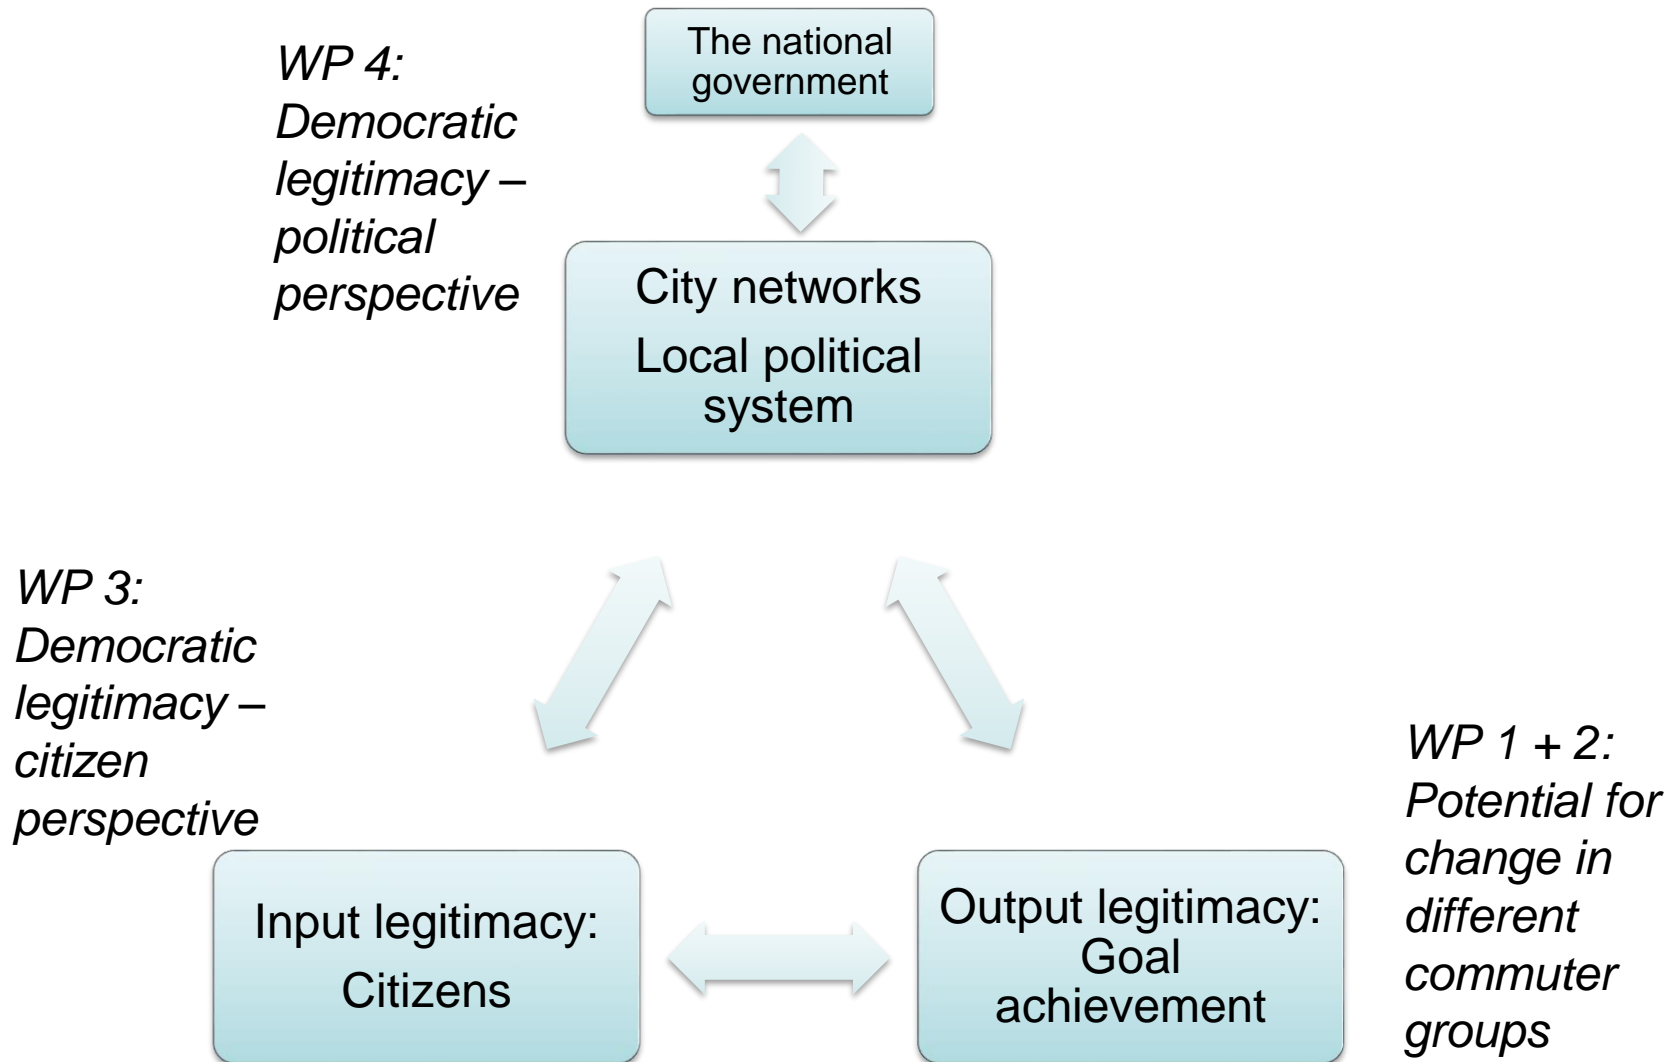 The national
government
WP 4:
Democratic
legitimacy –
political
perspective
City networks
Local political
system
WP 3:
Democratic
legitimacy –
citizen
perspective
WP 1 + 2:
Potential for
change in
different
commuter
groups
Input legitimacy:
Citizens
Output legitimacy:
Goal
achievement